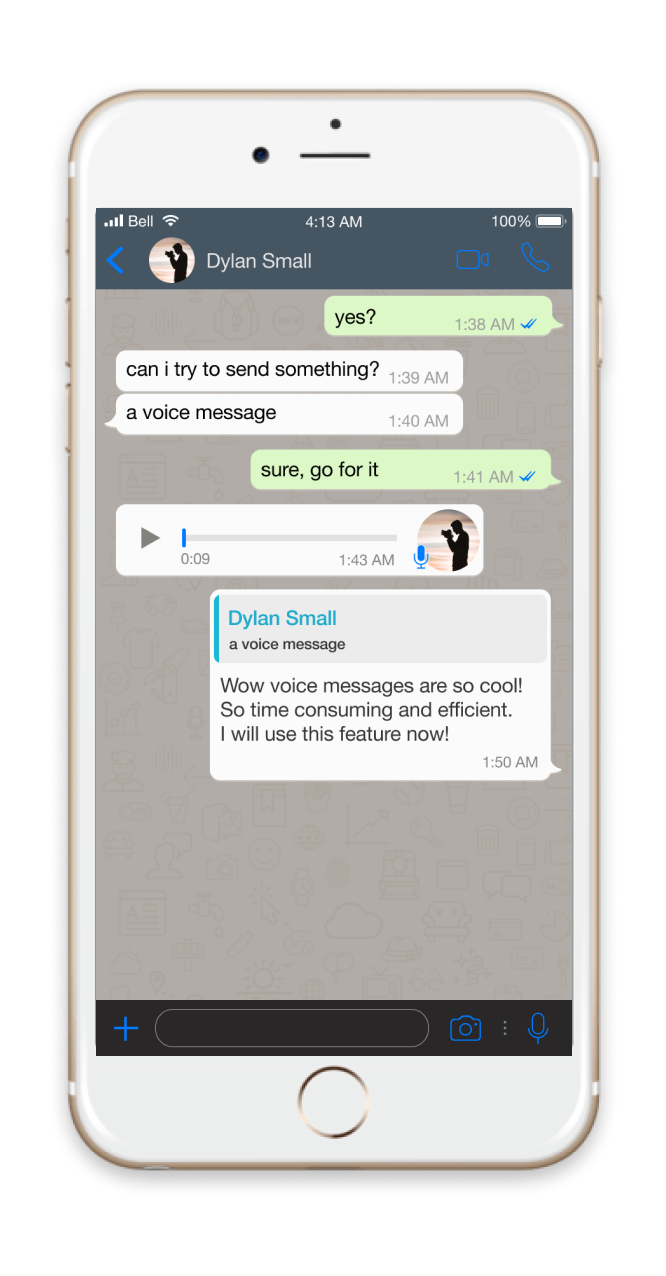 Bell 4:13 AM 100%
Dylan Small
yes? 1:38 AM
can i try to send something? 1:39 AM
a voice message 1:40 AM
sure, go for it 1:41 AM
0:09 1:43 AM
Dylan Small
a voice message
Wow voice messages are so cool!
So time consuming and efficient.
I will use this feature now!
1:50 AM